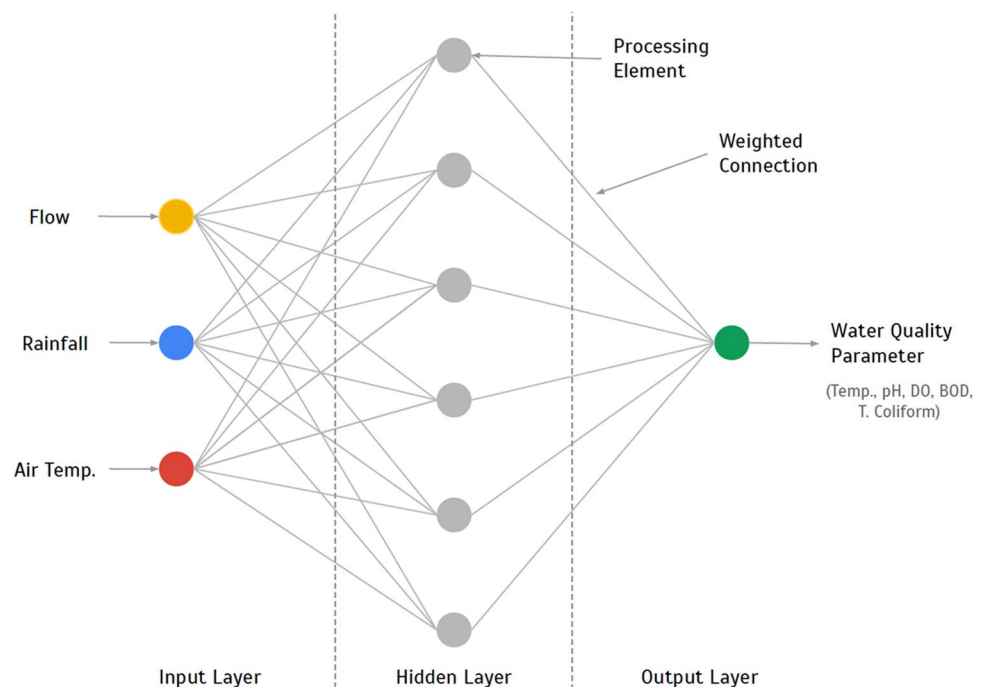 Processing
Element
Weighted
Connection
Flow
Rainfall
Water Quality
Parameter
(Temp., pH, DO, BOD,
T. Coliform)
Air Temp.
Input Layer
Hidden Layer
Output Layer